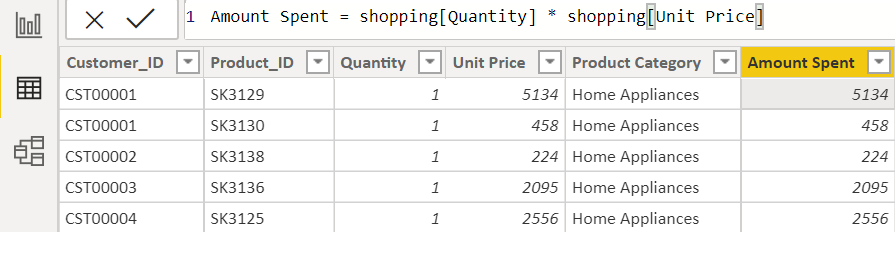 1 Amount Spent = shopping[Quantity] * shopping[Unit Price]
Customer_ID Product_ID Quantity Unit Price Product Category Amount Spent
CST00001 SK3129 1 5134 Home Appliances 5134
CST00001 SK3130 1 458 Home Appliances 458
CST00002 SK3138 1 224 Home Appliances 224
CST00003 SK3136 1 2095 Home Appliances 2095
CST00004 SK3125 1 2556 Home Appliances 2556